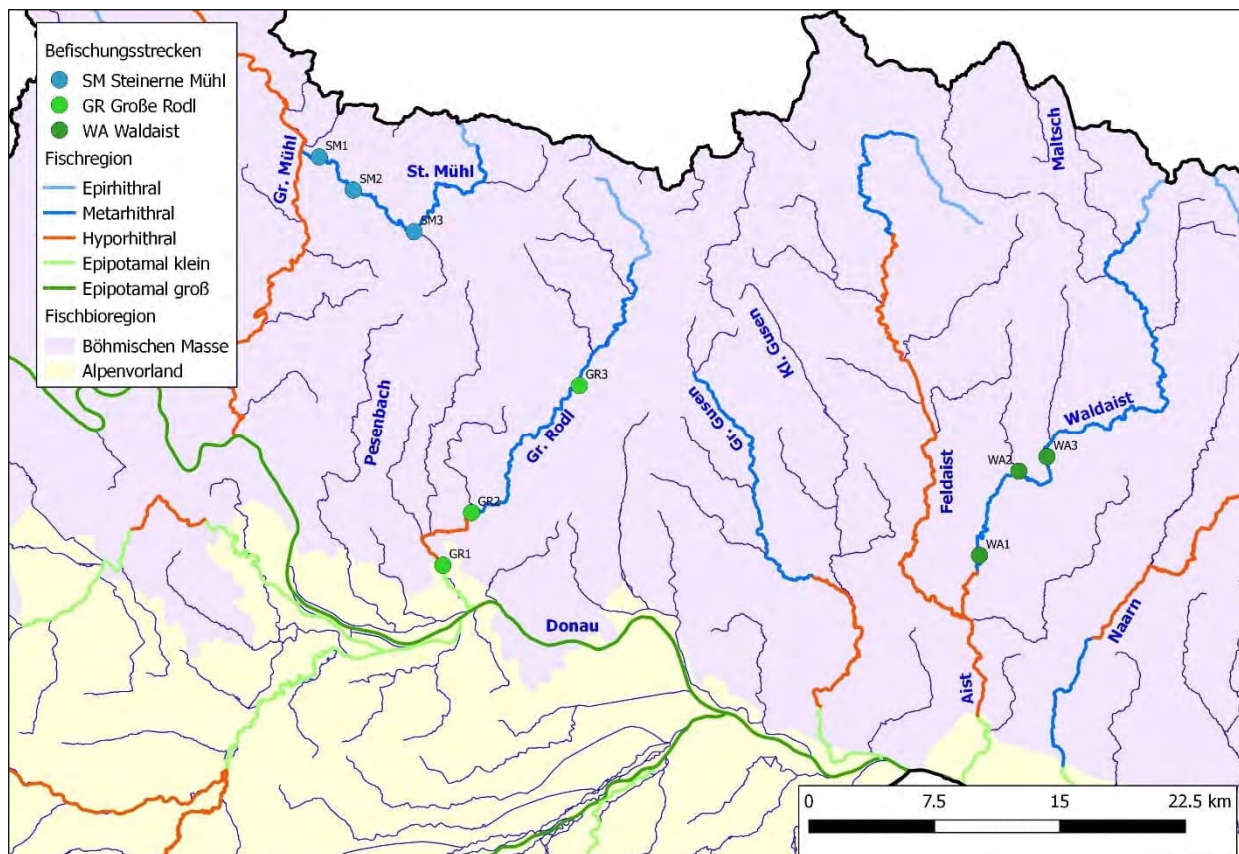 Befischungsstrecken
SM Steinerne Mühl
GR Große Rodl
WA Waldaist
Fischregion
Epirhithral
Metarhithral
Hyporhithral
Epipotamal klein
Epipotamal groß
Fischbioregion
Böhmischen Masse
Alpenvorland
Gr. Mühl
SM1
SM2
St. Mühl
SM3
Maltsch
Pesenbach
GR3
Gr. Rodl
GR2
GR1
Kl. Gusen
Gr. Gusen
Feldaist
Waldaist
WA3
WA2
WA1
Naarn
Donau
Aist
0 7.5 15 22.5 km